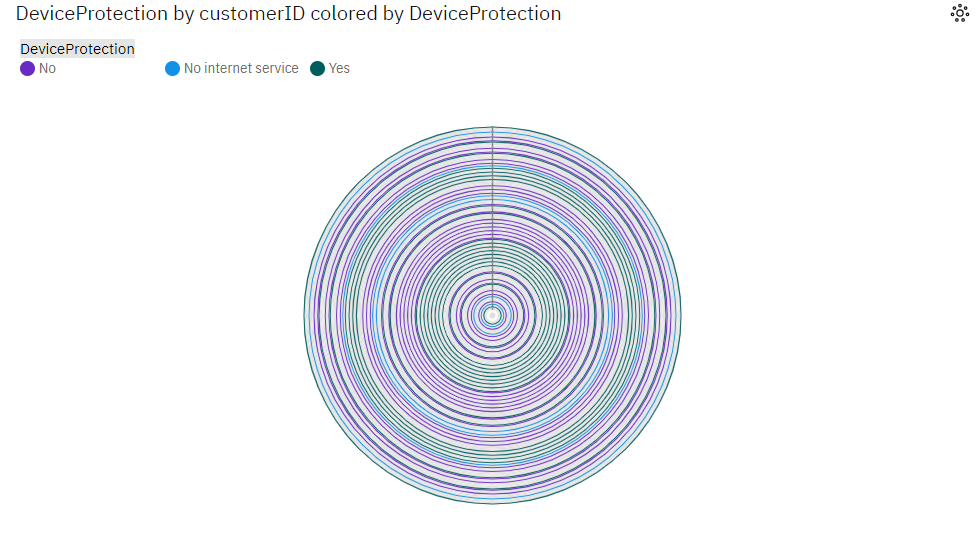 DeviceProtection by customerID colored by DeviceProtection
DeviceProtection
No No internet service Yes